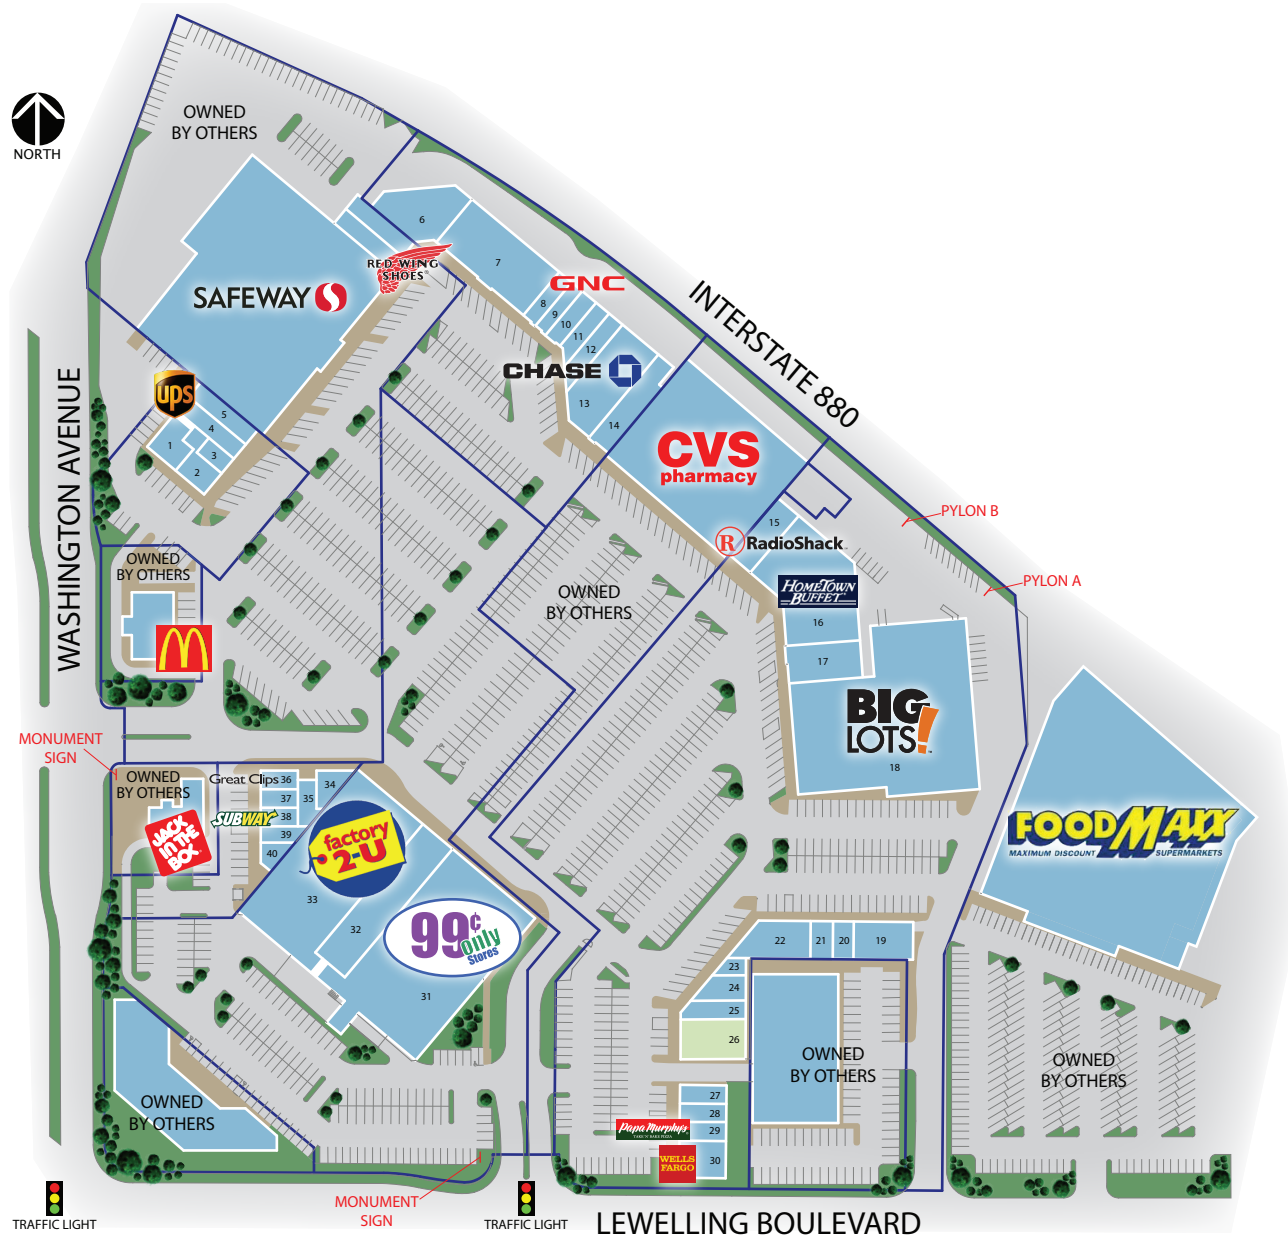 OWNED
BY OTHERS
NORTH
6
7
RED WING
SHOES
GNC
SAFEWAY
INTERSTATE 880
8
9
10
11
12
CHASE
13
14
WASHINGTON AVENUE
ups
5
4
3
1
2
CVS
pharmacy
PYLON B
15
R RadioShack
PYLON A
OWNED
BY OTHERS
HOMETOWN
BUFFET
OWNED
BY OTHERS
16
17
BIG
LOTS!
18
MONUMENT
SIGN
OWNED
BY OTHERS
Great Clips
36
37
38
39
40
35
34
SUBWAY
JACK
IN THE
BOX
factory
2-U
FOODMAXX
MAXIMUM DISCOUNT SUPERMARKETS
33
32
99¢
only
Stores
31
22
21
20
19
23
24
25
26
OWNED
BY OTHERS
OWNED
BY OTHERS
OWNED
BY OTHERS
27
28
29
30
Papa Murphy's
TAKE 'N' BAKE PIZZA
WELLS
FARGO
MONUMENT
SIGN
TRAFFIC LIGHT
TRAFFIC LIGHT
LEWELLING BOULEVARD